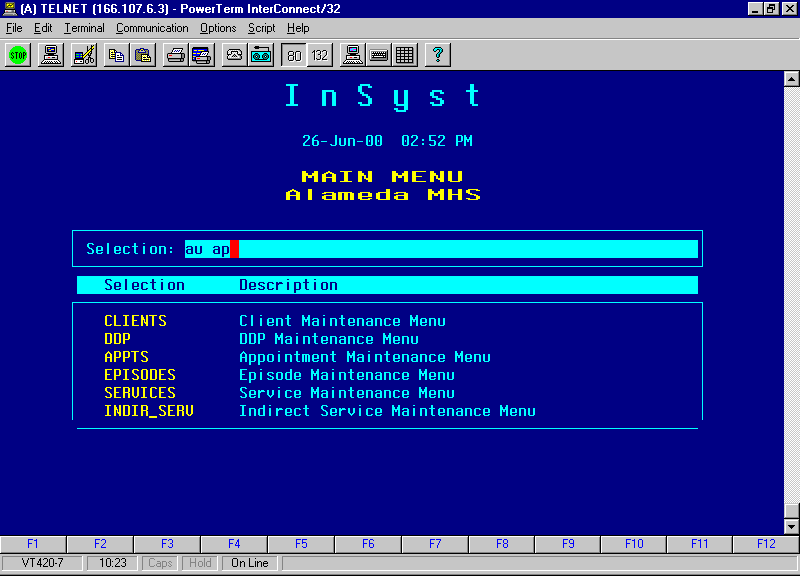 (A) TELNET (166.107.6.3) - PowerTerm InterConnect/32
File Edit Terminal Communication Options Script Help
STOP 80 132 ?
InSyst
26-Jun-00 02:52 PM
MAIN MENU
Alameda MHS
Selection: au ap
Selection Description
CLIENTS Client Maintenance Menu
DDP DDP Maintenance Menu
APPTS Appointment Maintenance Menu
EPISODES Episode Maintenance Menu
SERVICES Service Maintenance Menu
INDIR_SERV Indirect Service Maintenance Menu
F1 F2 F3 F4 F5 F6 F7 F8 F9 F10 F11 F12
VT420-7 10:23 Caps Hold On Line